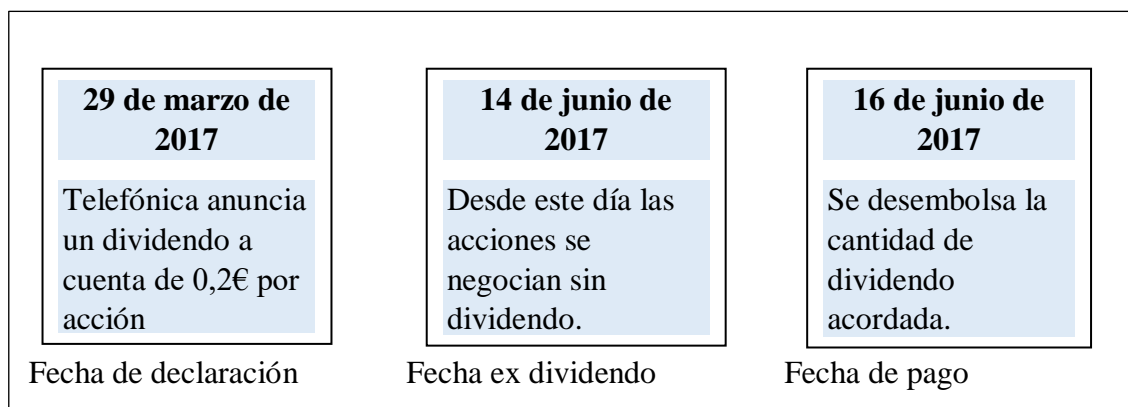 29 de marzo de
2017
Telefónica anuncia
un dividendo a
cuenta de 0,2€ por
acción
Fecha de declaración
14 de junio de
2017
Desde este día las
acciones se
negocian sin
dividendo.
Fecha ex dividendo
16 de junio de
2017
Se desembolsa la
cantidad de
dividendo
acordada.
Fecha de pago